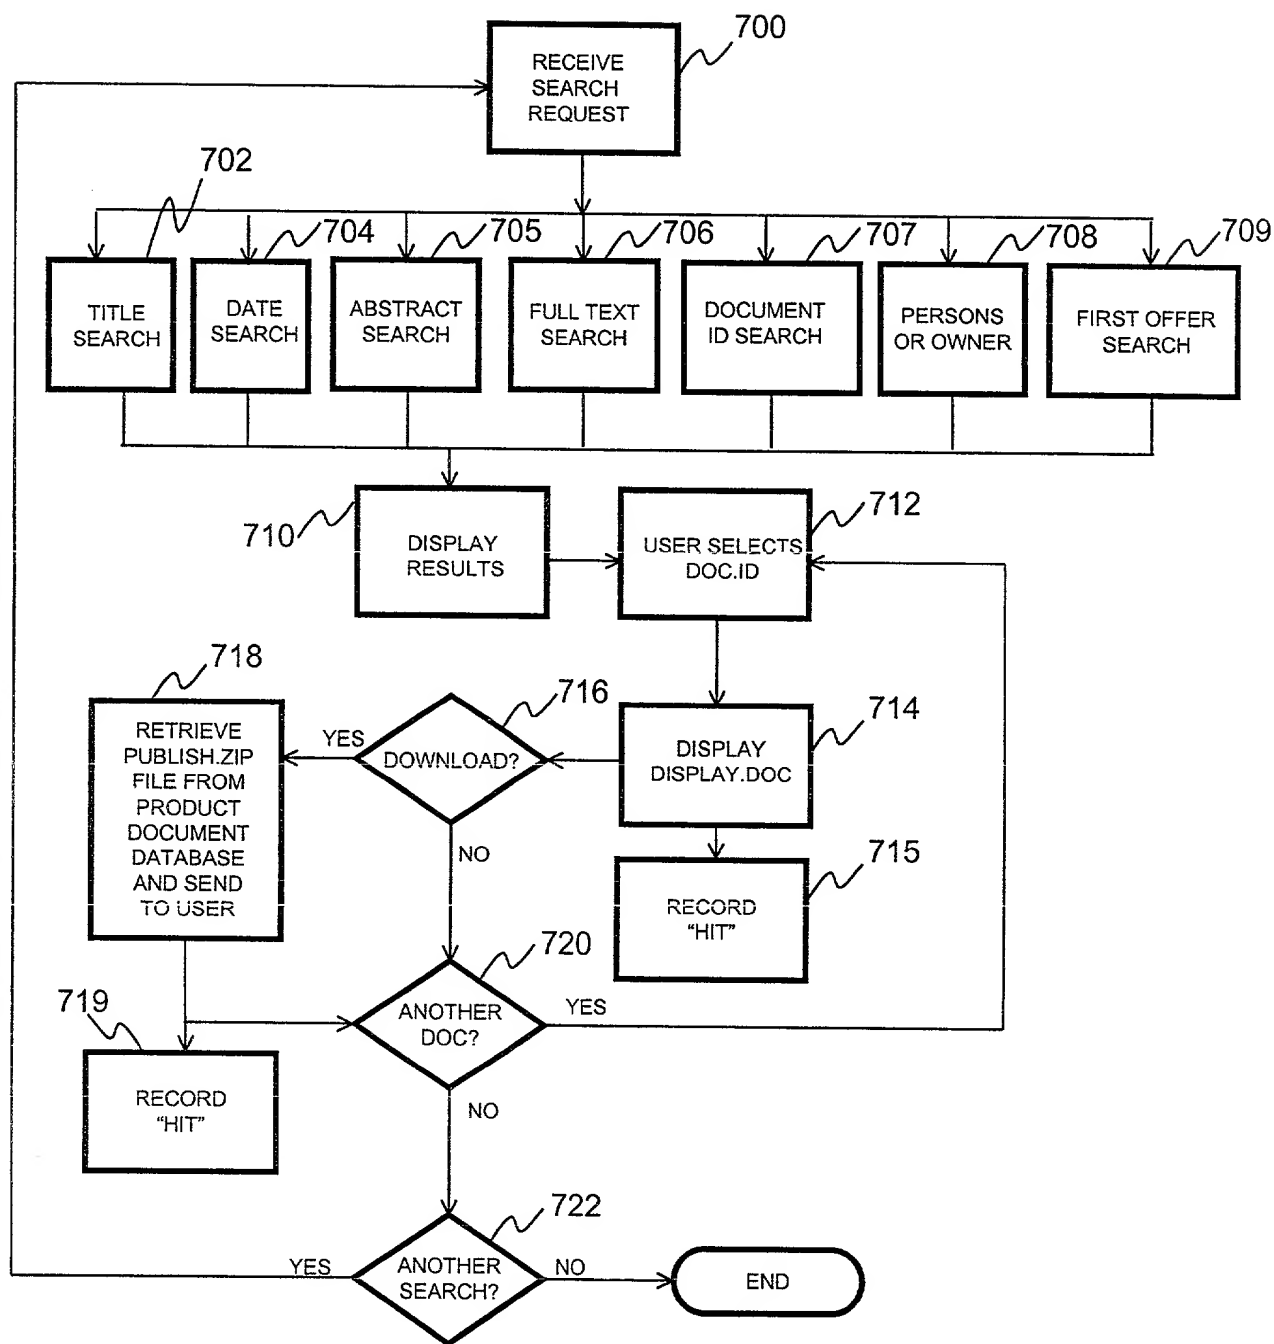 700
RECEIVE
SEARCH
REQUEST
702
704
705
706
707
708
709
TITLE
SEARCH
DATE
SEARCH
ABSTRACT
SEARCH
FULL TEXT
SEARCH
DOCUMENT
ID SEARCH
PERSONS
OR OWNER
FIRST OFFER
SEARCH
710
DISPLAY
RESULTS
712
USER SELECTS
DOC.ID
718
RETRIEVE
PUBLISH.ZIP
FILE FROM
PRODUCT
DOCUMENT
DATABASE
AND SEND
TO USER
YES
716
DOWNLOAD?
NO
714
DISPLAY
DISPLAY.DOC
715
RECORD
“HIT”
719
RECORD
“HIT”
720
ANOTHER
DOC?
YES
NO
722
YES
ANOTHER
SEARCH?
NO
END